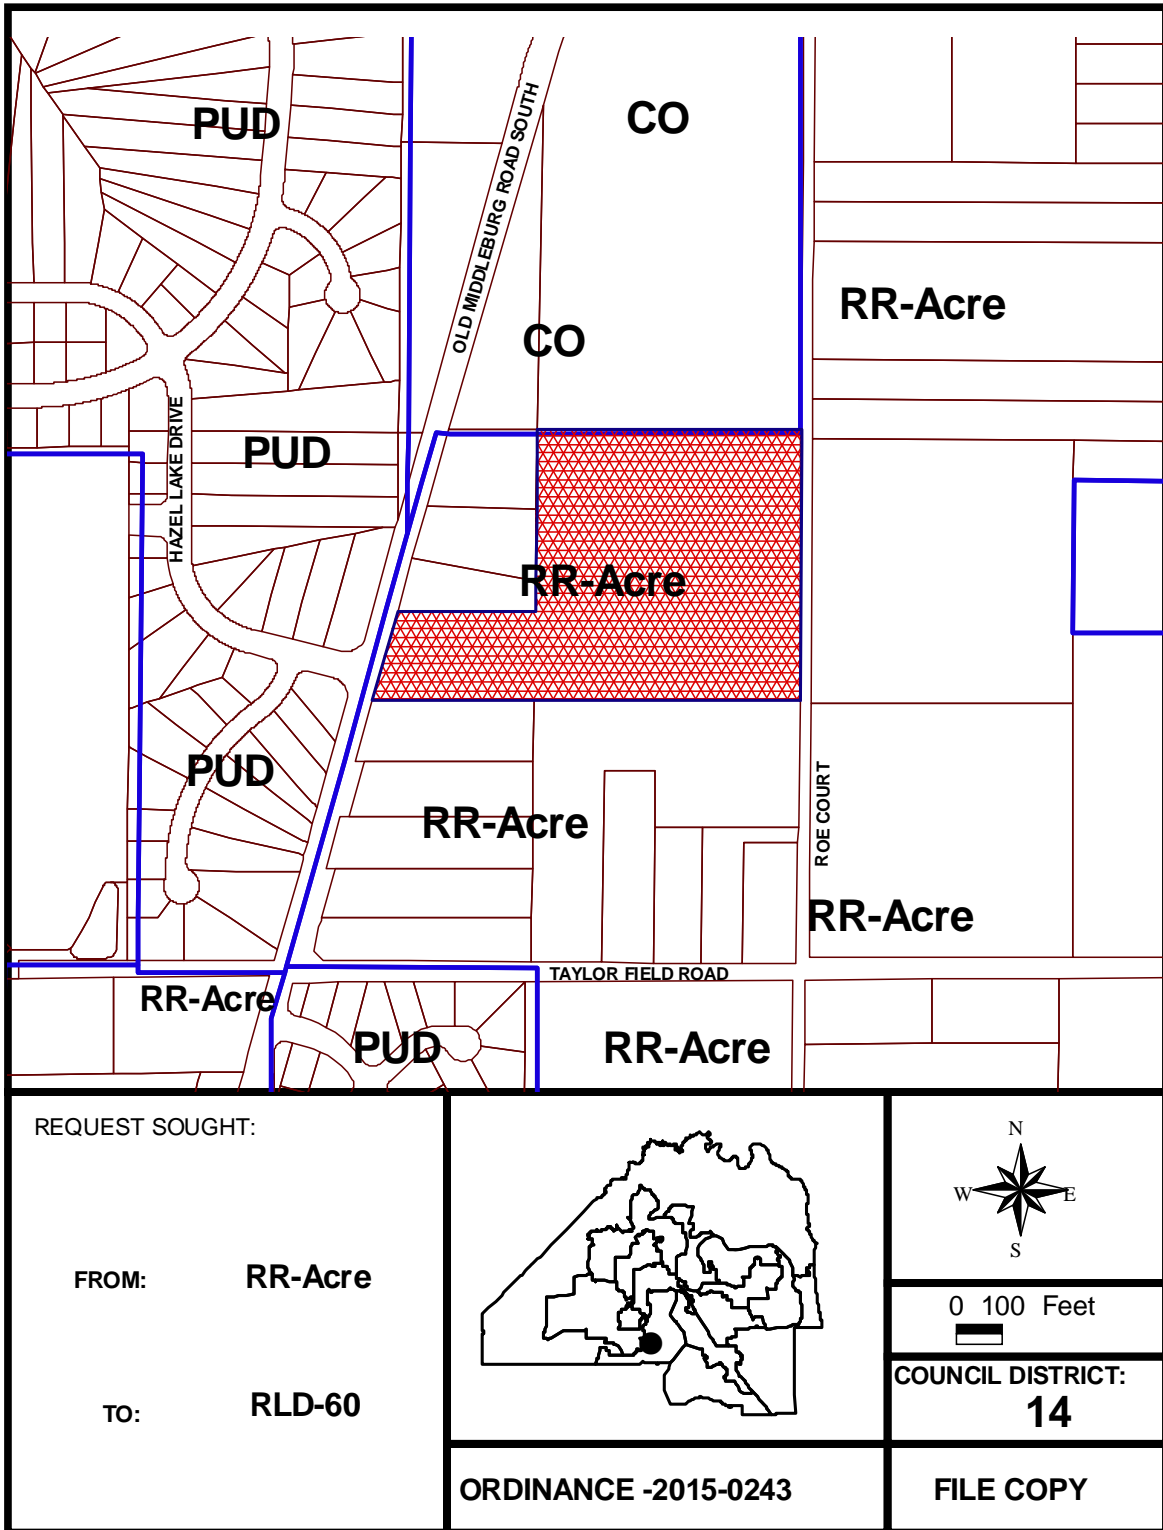 PUD
CO
OLD MIDDLEBURG ROAD SOUTH
RR-Acre
CO
HAZEL LAKE DRIVE
PUD
RR-Acre
PUD
RR-Acre
ROE COURT
RR-Acre
TAYLOR FIELD ROAD
RR-Acre
PUD
RR-Acre
REQUEST SOUGHT:
FROM: RR-Acre
TO: RLD-60
N
W E
S
0 100 Feet
COUNCIL DISTRICT:
14
ORDINANCE -2015-0243
FILE COPY